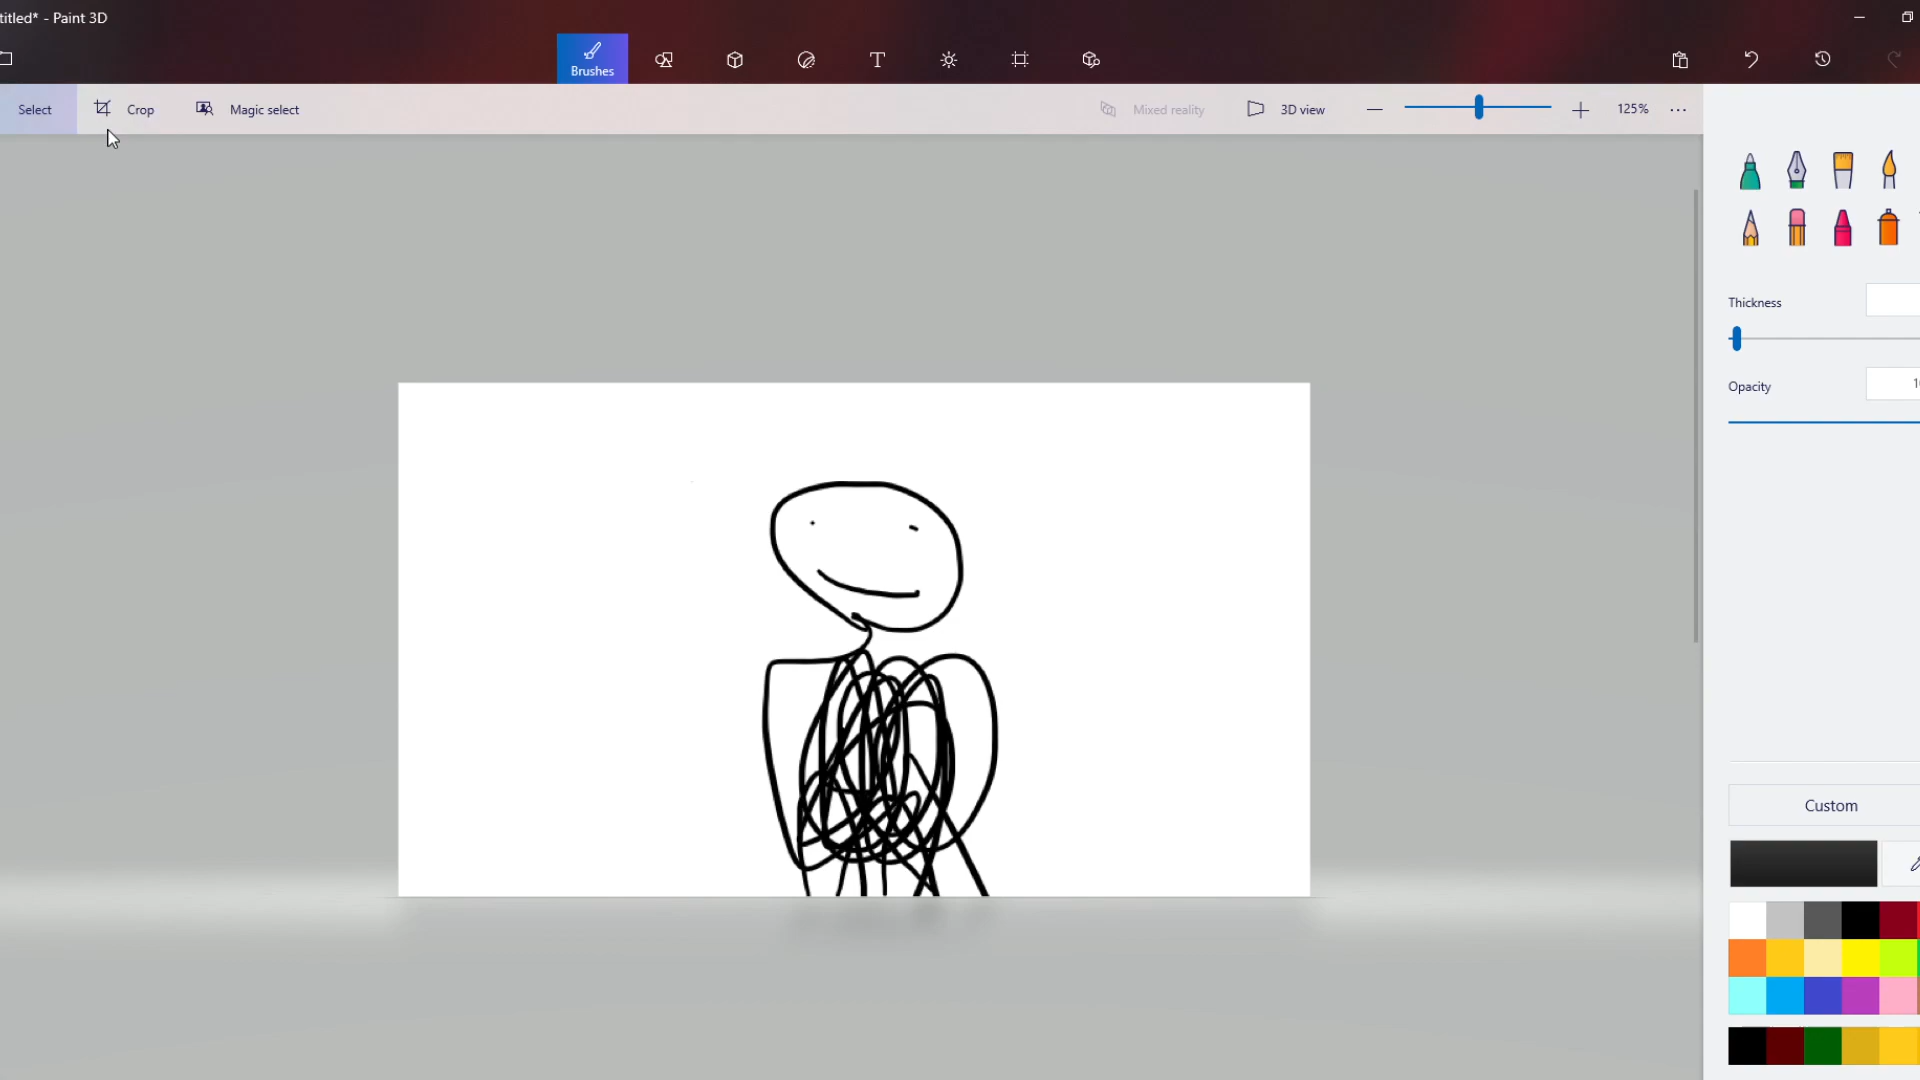 titled* - Paint 3D
Brushes
Select
Crop
Magic select
Mixed reality
3D view
125%
Thickness
Opacity
Custom